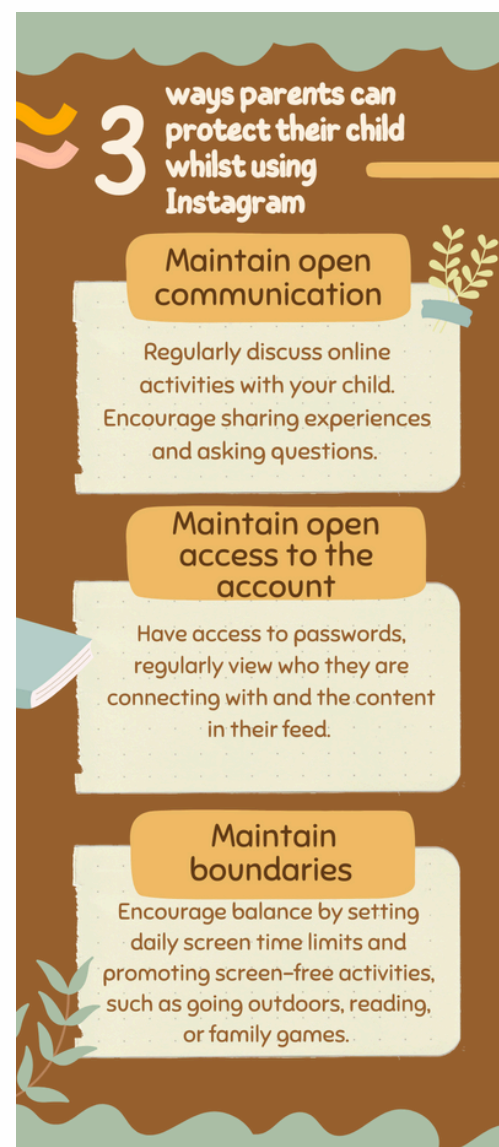 3
ways parents can
protect their child
whilst using
Instagram
Maintain open
communication
Regularly discuss online
activities with your child.
Encourage sharing experiences
and asking questions.
Maintain open
access to the
account
Have access to passwords,
regularly view who they are
connecting with and the content
in their feed.
Maintain
boundaries
Encourage balance by setting
daily screen time limits and
promoting screen-free activities,
such as going outdoors, reading,
or family games.